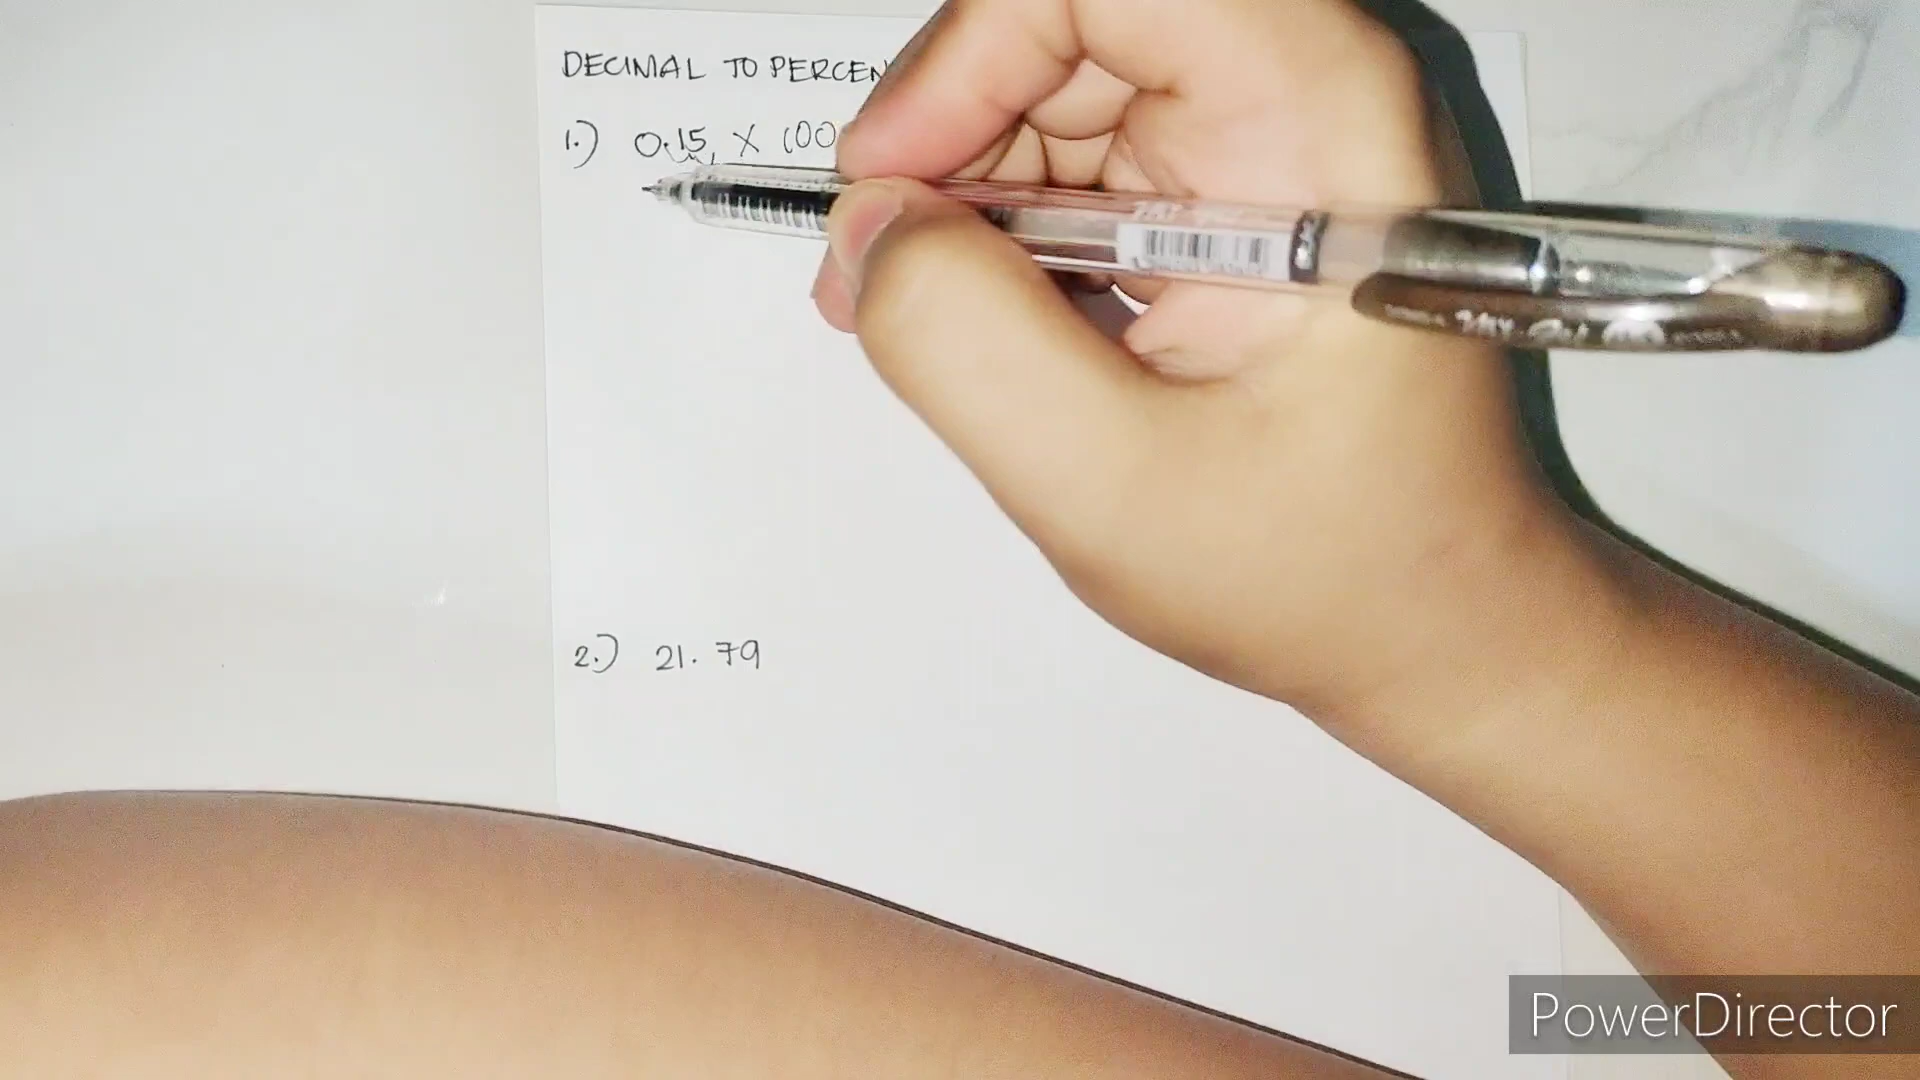 DECIMAL TO PERCEN
1.) 0.15 X 100
2.) 21.79
PowerDirector